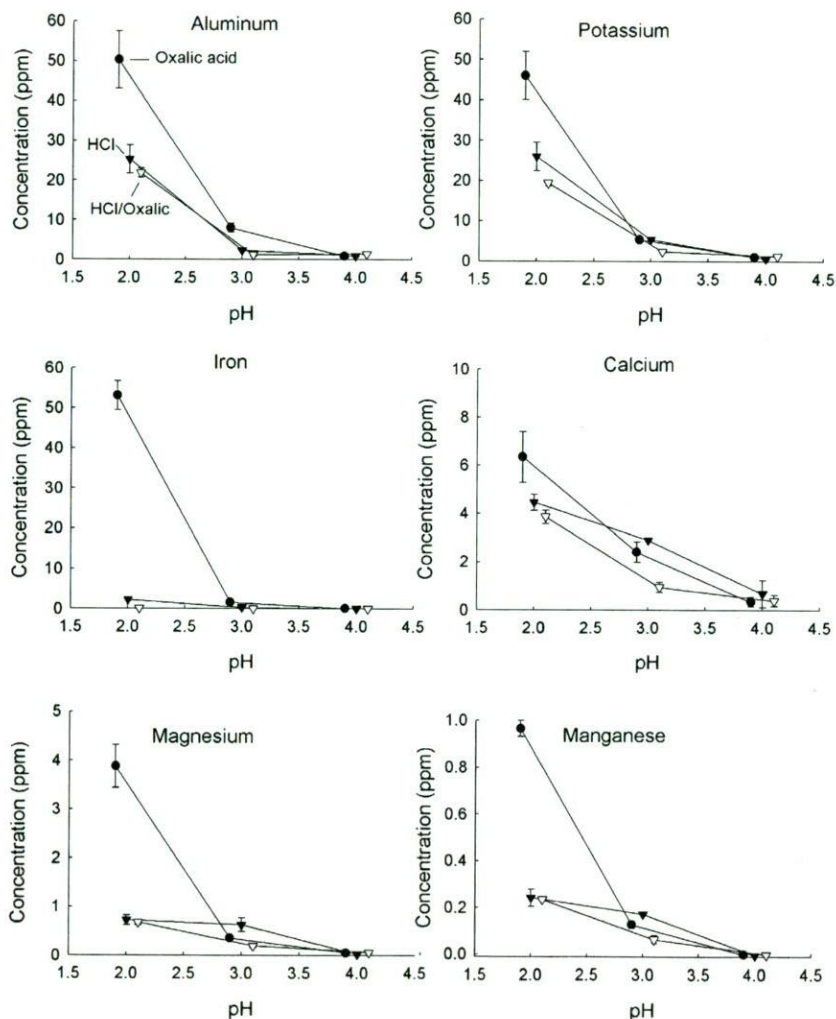 Aluminum
Concentration (ppm)
60
50
40
30
20
10
0
Oxalic acid
HCl
HCl/Oxalic
1.5 2.0 2.5 3.0 3.5 4.0 4.5
pH
Potassium
Concentration (ppm)
60
50
40
30
20
10
0
1.5 2.0 2.5 3.0 3.5 4.0 4.5
pH
Iron
Concentration (ppm)
60
50
40
30
20
10
0
1.5 2.0 2.5 3.0 3.5 4.0 4.5
pH
Calcium
Concentration (ppm)
10
8
6
4
2
0
1.5 2.0 2.5 3.0 3.5 4.0 4.5
pH
Magnesium
Concentration (ppm)
5
4
3
2
1
0
1.5 2.0 2.5 3.0 3.5 4.0 4.5
pH
Manganese
Concentration (ppm)
1.0
0.8
0.6
0.4
0.2
0.0
1.5 2.0 2.5 3.0 3.5 4.0 4.5
pH